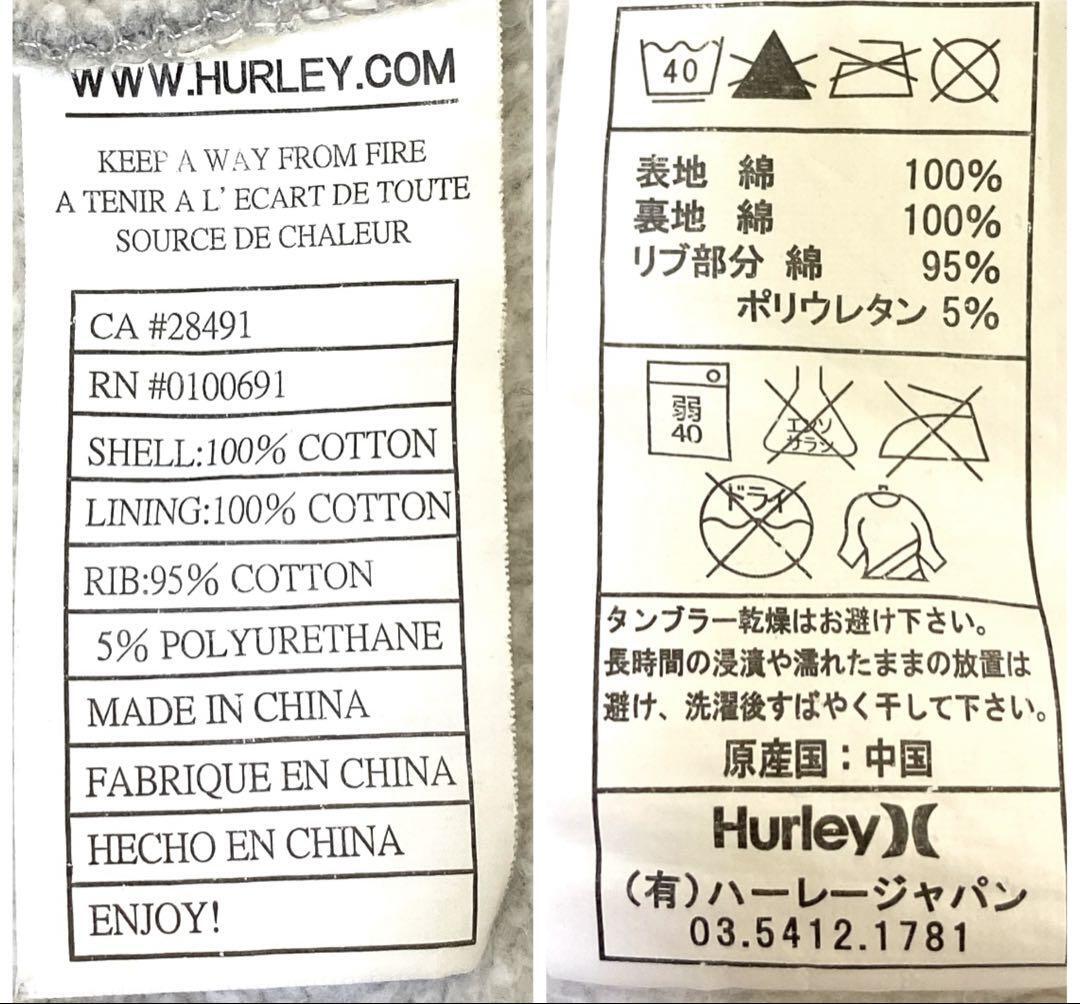 WWW.HURLEY.COM
KEEP A WAY FROM FIRE
A TENIR A L' ECART DE TOUTE
SOURCE DE CHALEUR
CA #28491
RN #0100691
SHELL:100% COTTON
LINING:100% COTTON
RIB:95% COTTON
5% POLYURETHANE
MADE IN CHINA
FABRIQUE EN CHINA
HECHO EN CHINA
ENJOY!
40
表地 綿 100%
裏地 綿 100%
リブ部分 綿 95%
ポリウレタン 5%
弱
40
エンソ
サラシ
ドライ
タンブラー乾燥はお避け下さい。
長時間の浸漬や濡れたままの放置は
避け、洗濯後すばやく干して下さい。
原産国：中国
Hurley
(有)ハーレージャパン
03.5412.1781